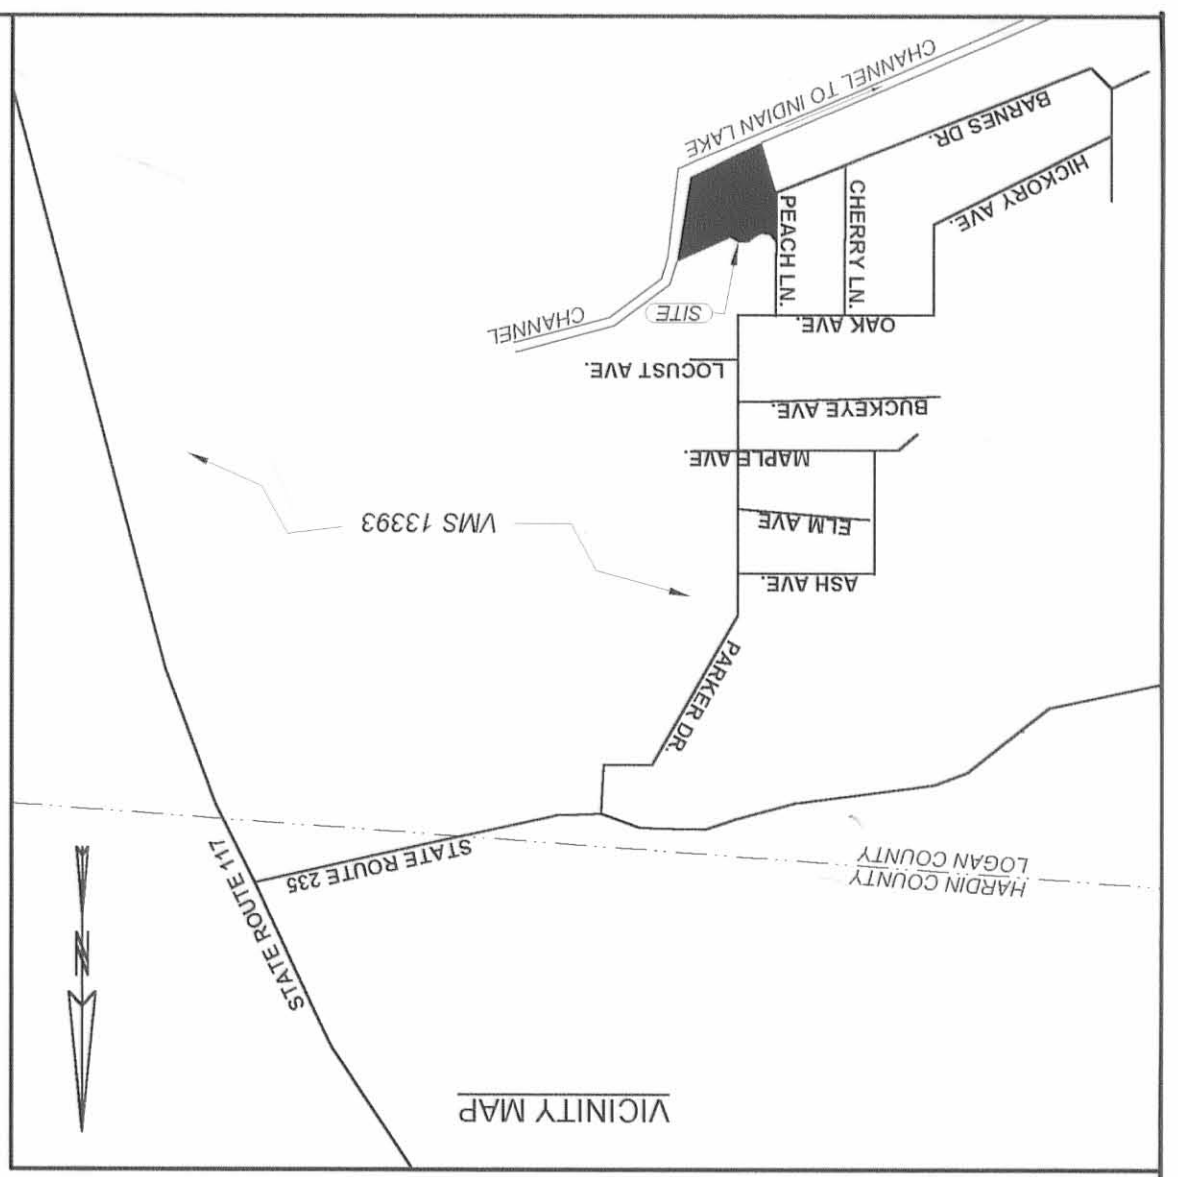 VICINITY MAP
N
STATE ROUTE 117
HARDIN COUNTY
LOGAN COUNTY
STATE ROUTE 235
PARKER DR.
ASH AVE.
ELM AVE
VMS 13393
MAPLE AVE.
BUCKEYE AVE.
LOCUST AVE.
OAK AVE.
CHANNEL
SITE
PEACH LN.
CHERRY LN.
HICKORY AVE.
BARNES DR.
CHANNEL TO INDIAN LAKE